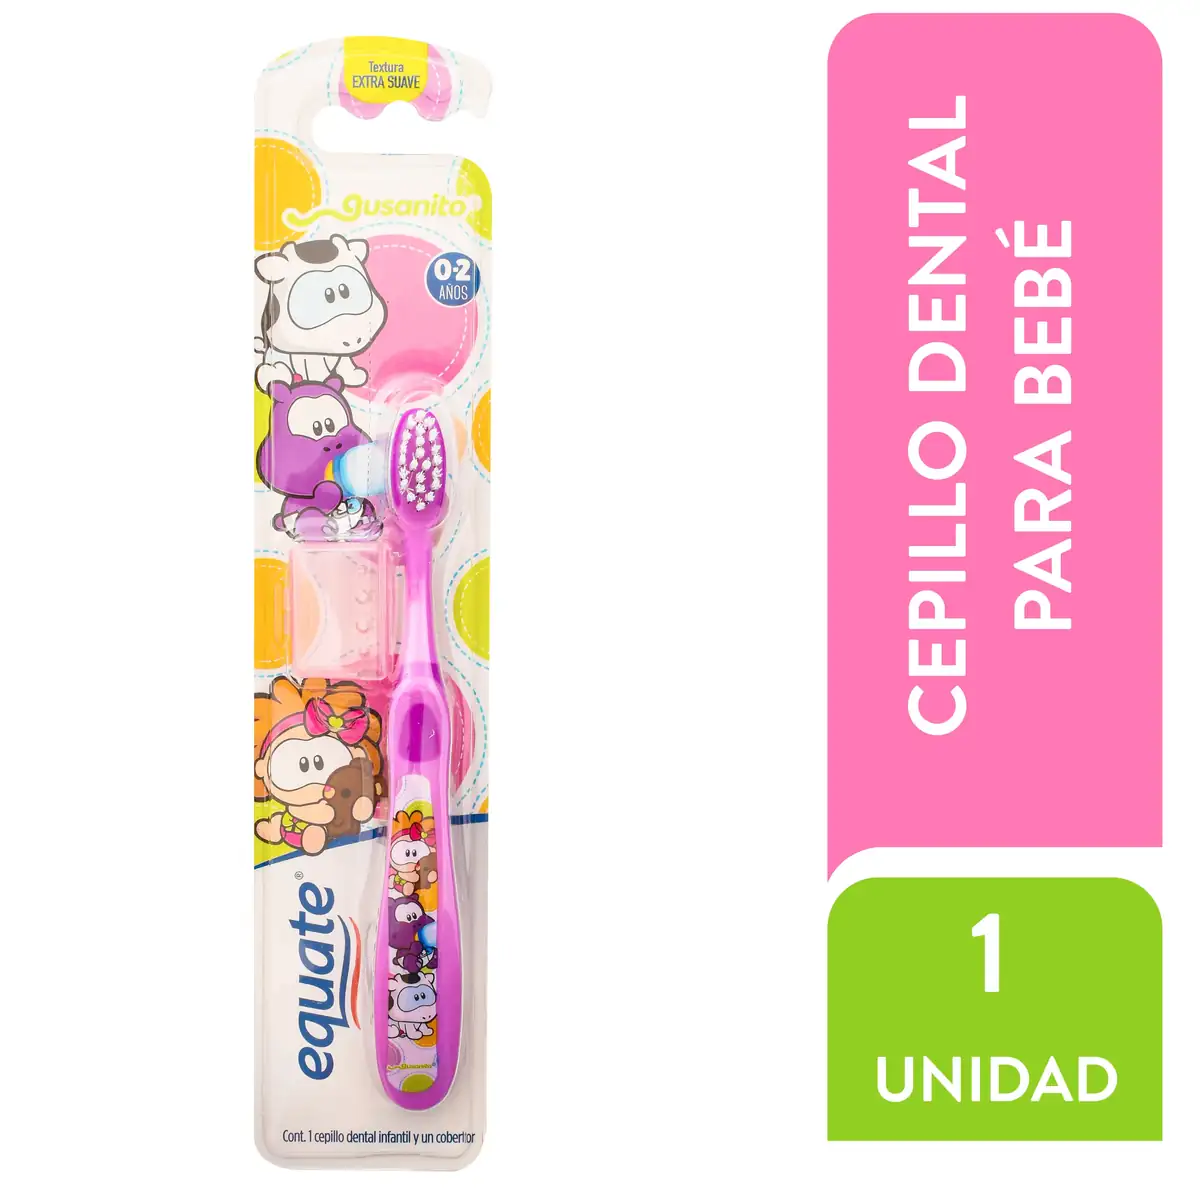 Textura
EXTRA SUAVE
gusanito
0-2
AÑOS
equate®
gusanito
Cont. 1 cepillo dental infantil y un cobertor
CEPILLO DENTAL
PARA BEBÉ
1
UNIDAD